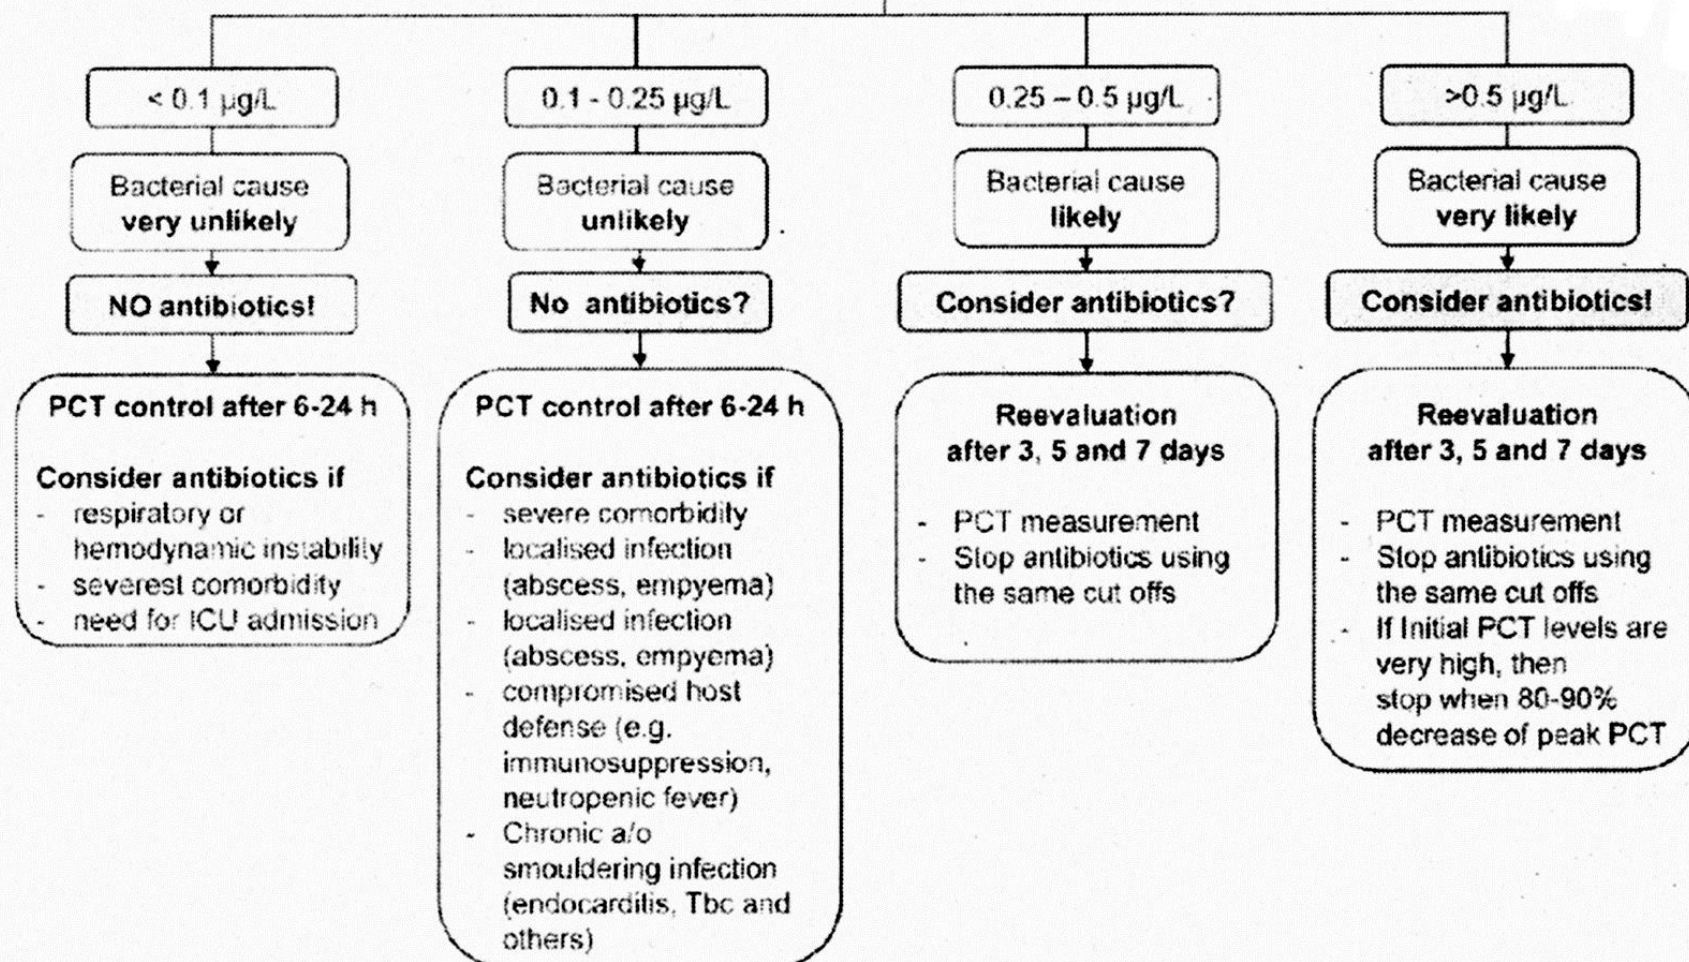 < 0.1 µg/L
Bacterial cause
very unlikely
NO antibiotics!
PCT control after 6-24 h
Consider antibiotics if
- respiratory or
hemodynamic instability
- severest comorbidity
- need for ICU admission
0.1 - 0.25 µg/L
Bacterial cause
unlikely
No antibiotics?
PCT control after 6-24 h
Consider antibiotics if
- severe comorbidity
- localised infection
(abscess, empyema)
- localised infection
(abscess, empyema)
- compromised host
defense (e.g.
immunosuppression,
neutropenic fever)
- Chronic a/o
smouldering infection
(endocarditis, Tbc and
others)
0.25 – 0.5 µg/L
Bacterial cause
likely
Consider antibiotics?
Reevaluation
after 3, 5 and 7 days
- PCT measurement
- Stop antibiotics using
the same cut offs
>0.5 µg/L
Bacterial cause
very likely
Consider antibiotics!
Reevaluation
after 3, 5 and 7 days
- PCT measurement
- Stop antibiotics using
the same cut offs
- If Initial PCT levels are
very high, then
stop when 80-90%
decrease of peak PCT